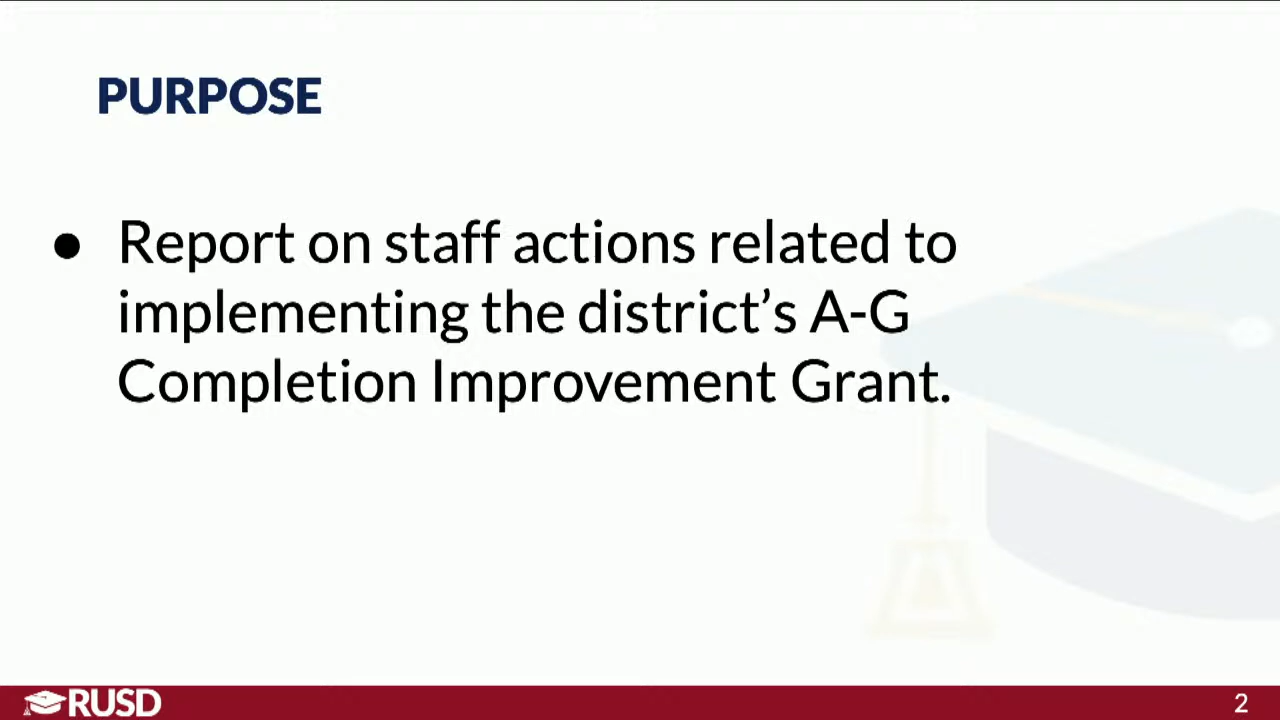 PURPOSE
● Report on staff actions related to
implementing the district’s A-G
Completion Improvement Grant.
RUSD
2